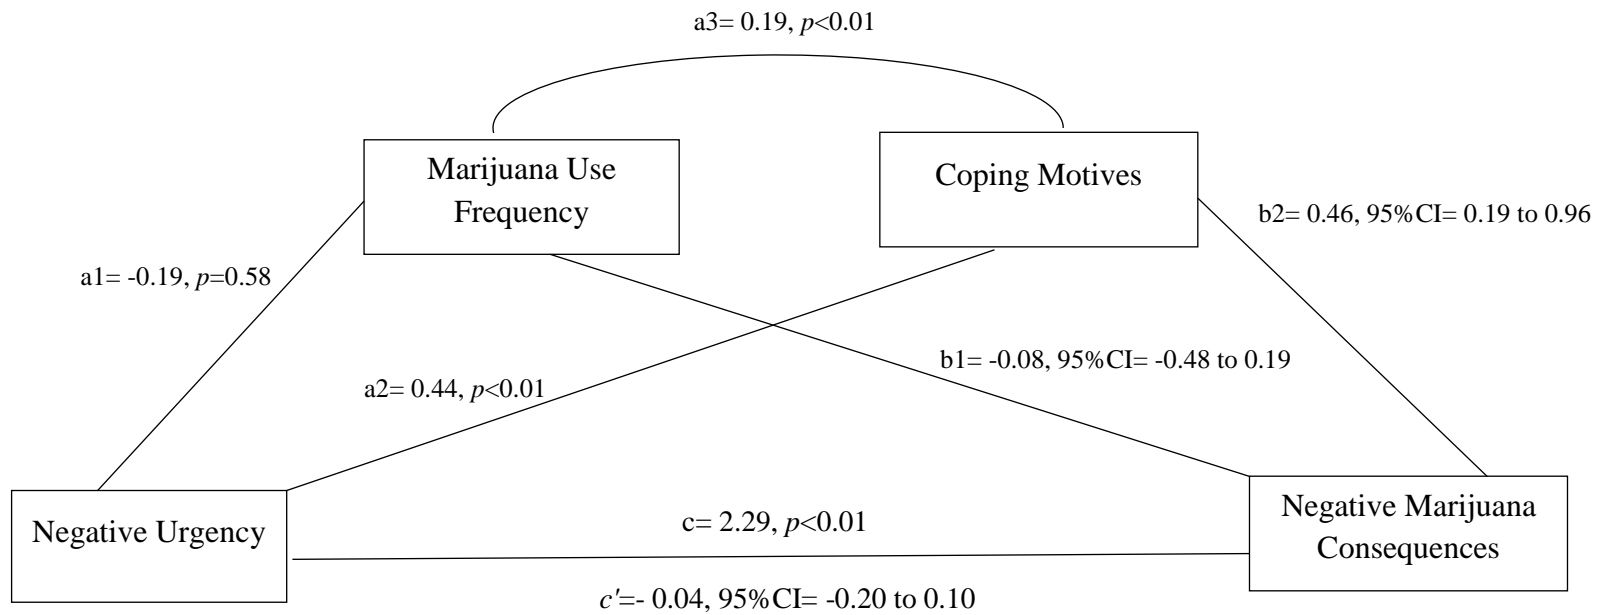 a3= 0.19, p<0.01
Marijuana Use
Frequency
Coping Motives
b2= 0.46, 95%CI= 0.19 to 0.96
a1= -0.19, p=0.58
b1= -0.08, 95%CI= -0.48 to 0.19
a2= 0.44, p<0.01
Negative Urgency
c= 2.29, p<0.01
Negative Marijuana
Consequences
c'=- 0.04, 95%CI= -0.20 to 0.10